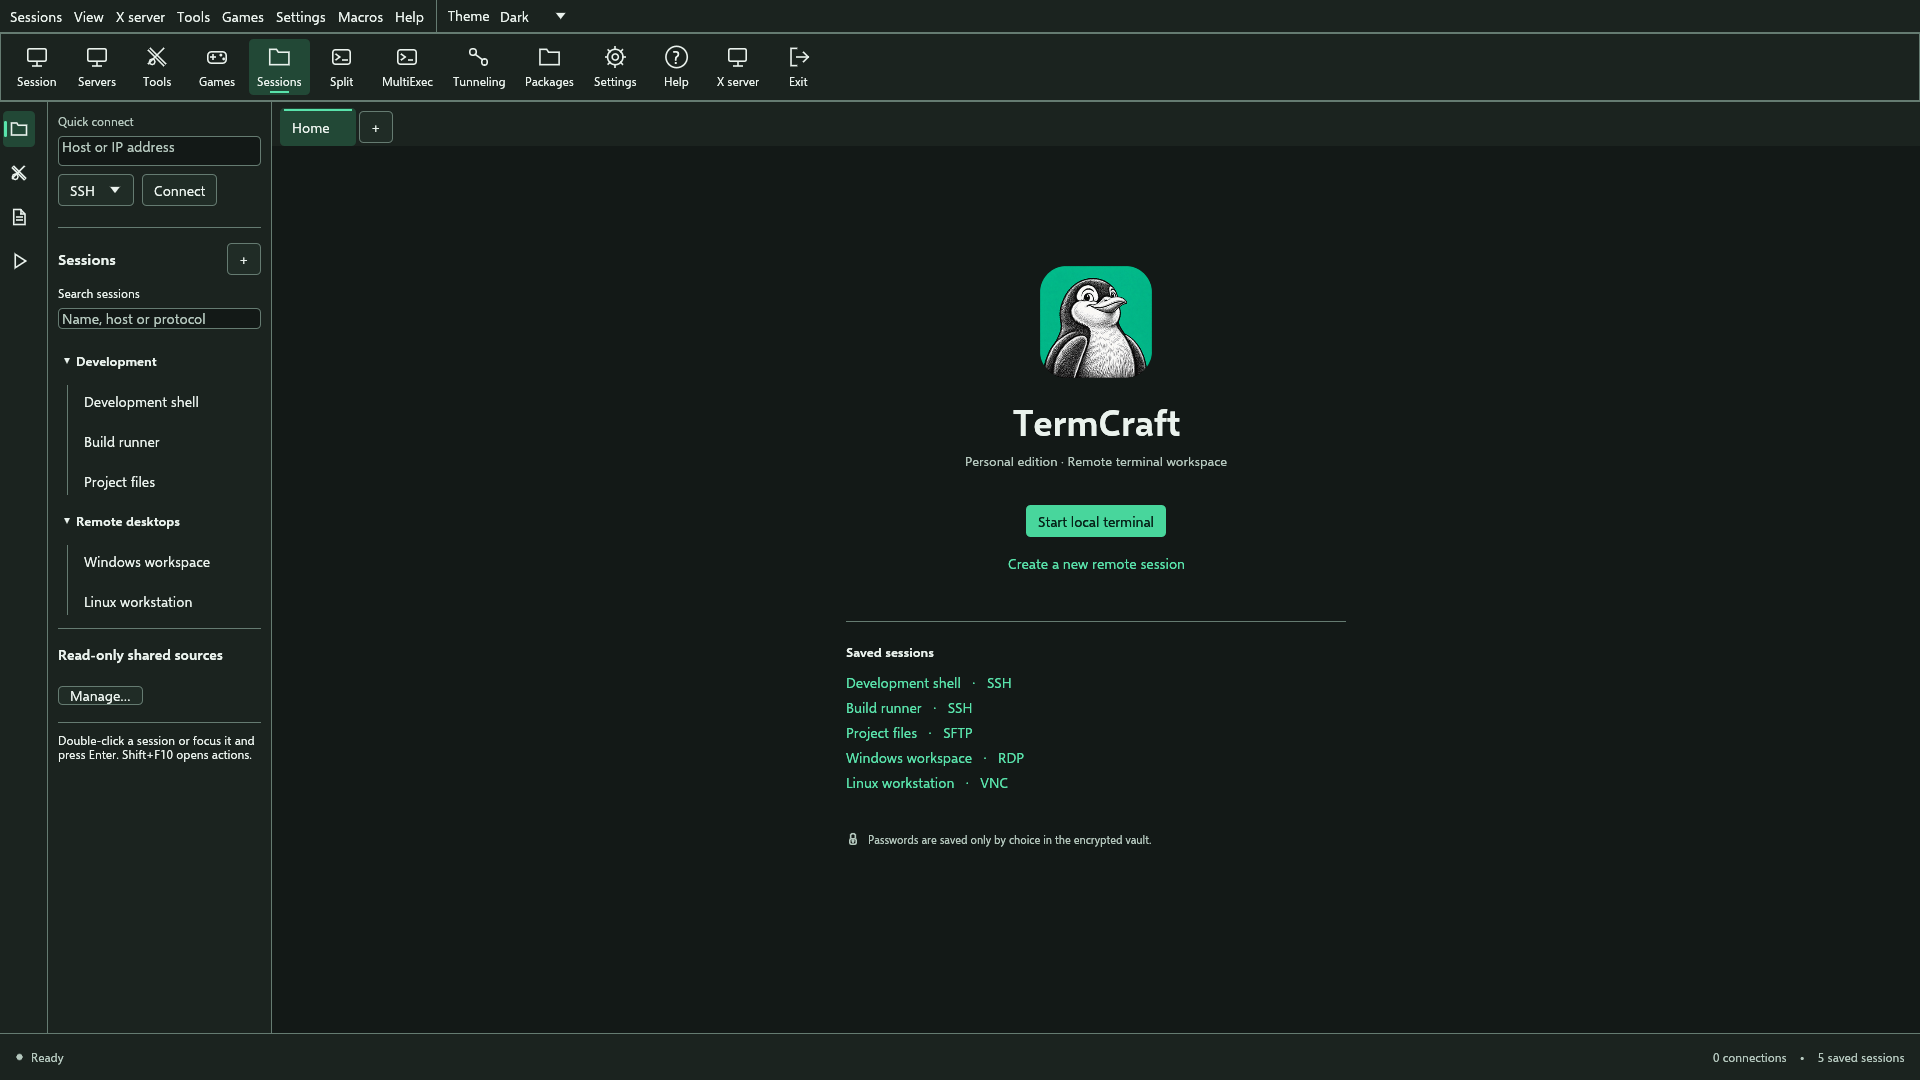 Sessions View X server Tools Games Settings Macros Help Theme Dark
Session Servers Tools Games Sessions Split MultiExec Tunneling Packages Settings Help X server Exit
Quick connect
Host or IP address
SSH Connect
Sessions +
Search sessions
Name, host or protocol
Development
Development shell
Build runner
Project files
Remote desktops
Windows workspace
Linux workstation
Read-only shared sources
Manage...
Double-click a session or focus it and
press Enter. Shift+F10 opens actions.
Home +
TermCraft
Personal edition · Remote terminal workspace
Start local terminal
Create a new remote session
Saved sessions
Development shell · SSH
Build runner · SSH
Project files · SFTP
Windows workspace · RDP
Linux workstation · VNC
Passwords are saved only by choice in the encrypted vault.
Ready
0 connections • 5 saved sessions